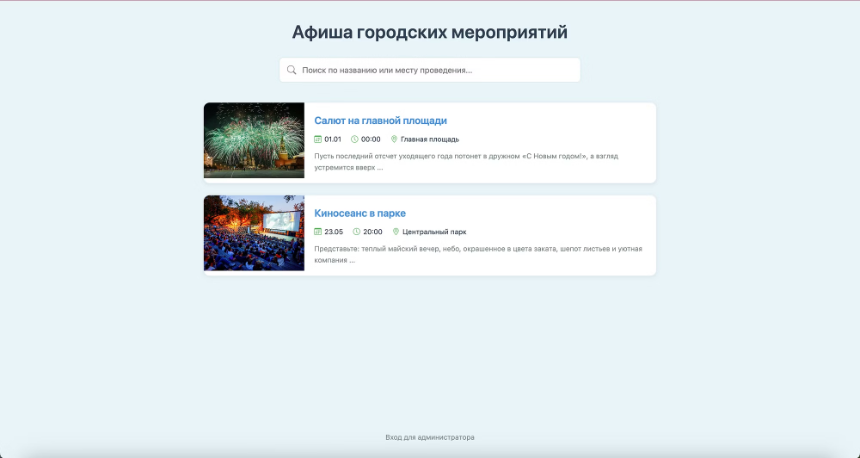 Афиша городских мероприятий
Поиск по названию или месту проведения...
Салют на главной площади
01.01 00:00 Главная площадь
Пусть последний отсчет уходящего года потонет в дружном «С Новым годом!», а взгляд
устремится вверх ...
Киносеанс в парке
23.05 20:00 Центральный парк
Представьте: теплый майский вечер, небо, окрашенное в цвета заката, шепот листьев и уютная
компания ...
Вход для администратора